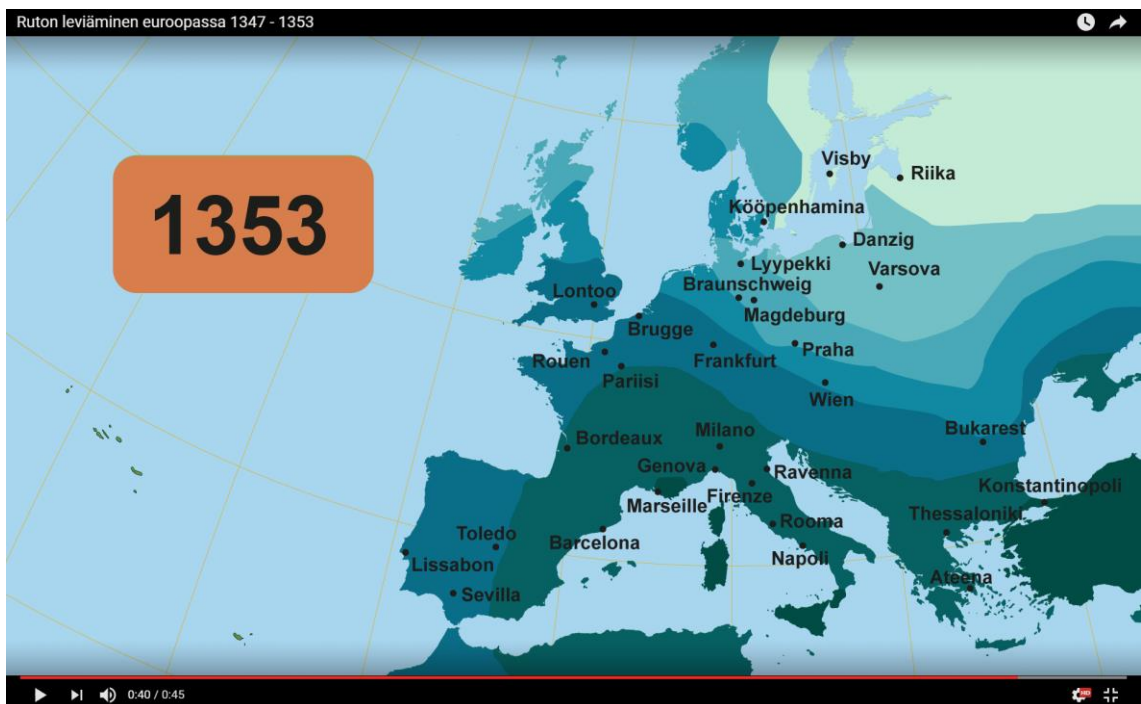 Ruton leviäminen euroopassa 1347 - 1353
1353
Visby
Riika
Kööpenhamina
Danzig
Lyypekki
Varsova
Braunschweig
Lontoo
Magdeburg
Brugge
Rouen
Frankfurt
Praha
Pariisi
Wien
Bukarest
Milano
Bordeaux
Genova
Ravenna
Konstantinopoli
Firenze
Marseille
Thessaloniki
Rooma
Toledo
Barcelona
Napoli
Lissabon
Ateena
Sevilla
0:40 / 0:45
HD